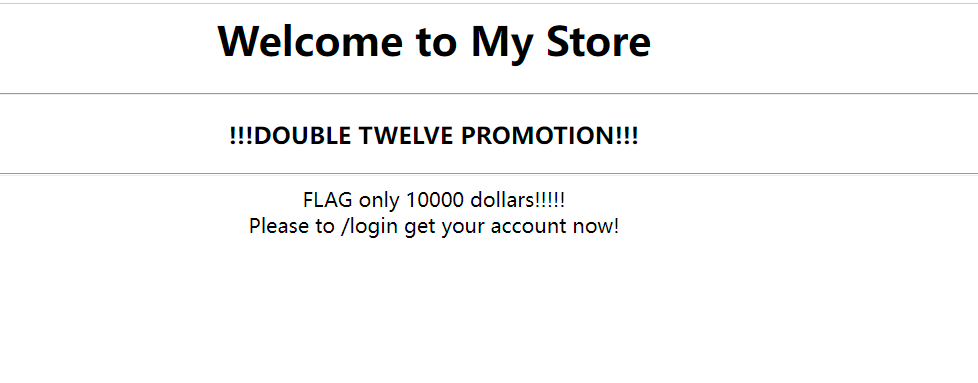 Welcome to My Store
!!!DOUBLE TWELVE PROMOTION!!!
FLAG only 10000 dollars!!!!!
Please to /login get your account now!